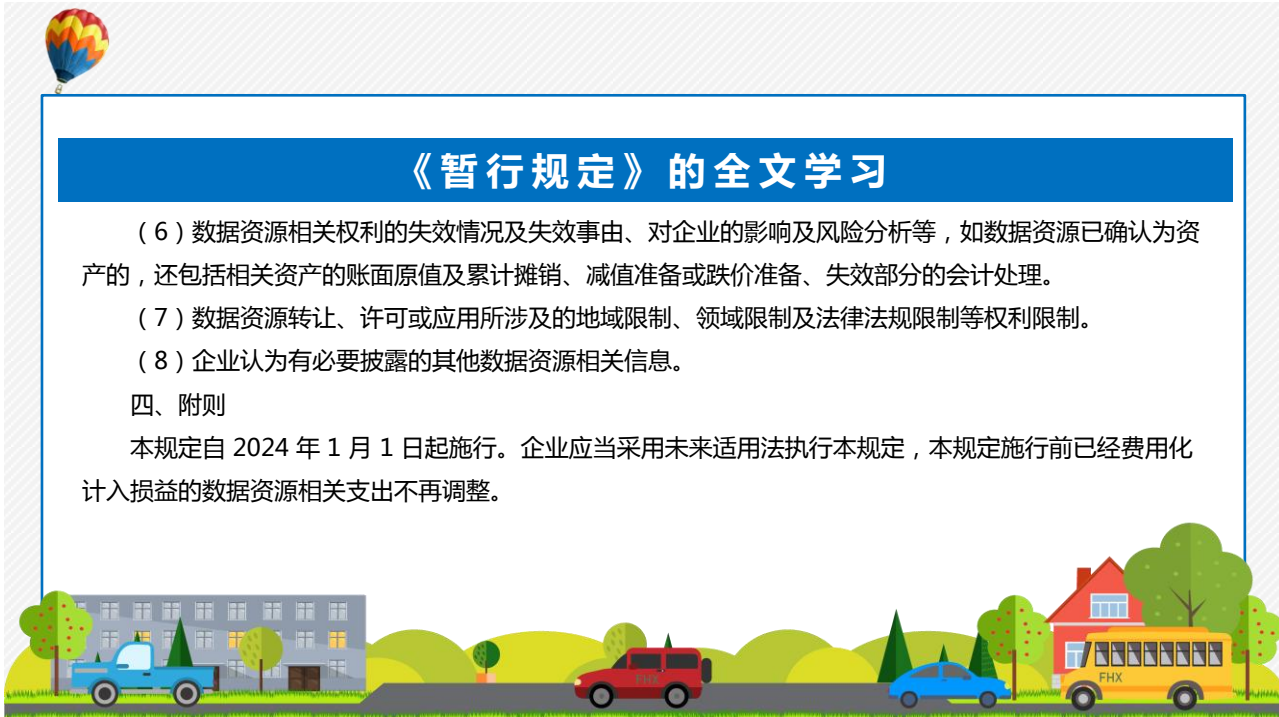 《暂行规定》的全文学习
（6）数据资源相关权利的失效情况及失效事由、对企业的影响及风险分析等，如数据资源已确认为资
产的，还包括相关资产的账面原值及累计摊销、减值准备或跌价准备、失效部分的会计处理。
（7）数据资源转让、许可或应用所涉及的地域限制、领域限制及法律法规限制等权利限制。
（8）企业认为有必要披露的其他数据资源相关信息。
四、附则
本规定自 2024 年 1 月 1 日起施行。企业应当采用未来适用法执行本规定，本规定施行前已经费用化
计入损益的数据资源相关支出不再调整。
FHX
FHX